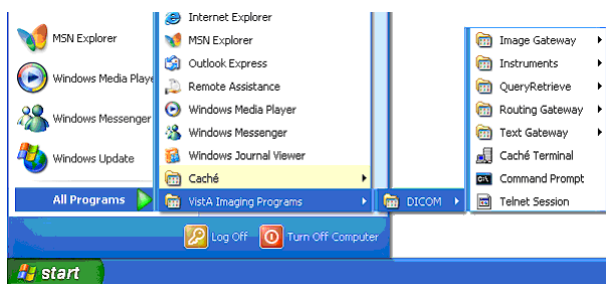 MSN Explorer
Windows Media Playe
Windows Messenger
Windows Update
All Programs
Internet Explorer
MSN Explorer
Outlook Express
Remote Assistance
Windows Media Player
Windows Messenger
Windows Journal Viewer
Caché
VistA Imaging Programs
DICOM
Image Gateway
Instruments
QueryRetrieve
Routing Gateway
Text Gateway
Caché Terminal
Command Prompt
Telnet Session
Log Off
Turn Off Computer
start